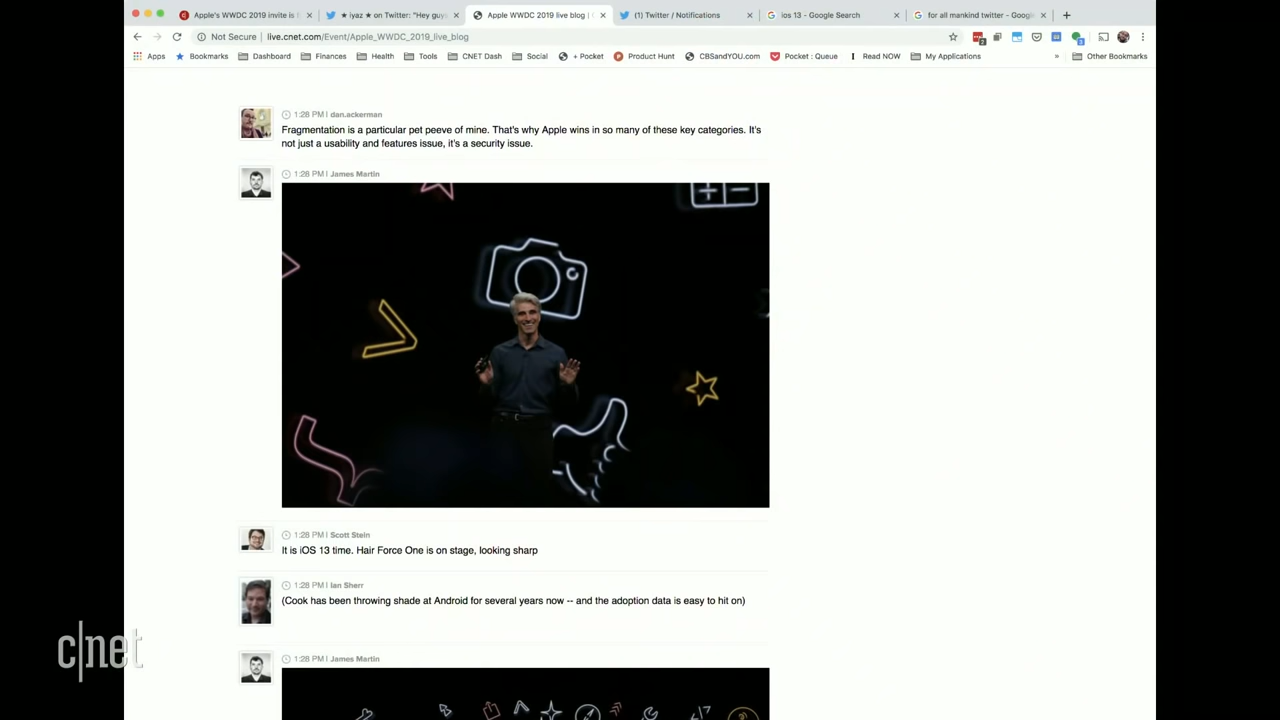 Apple's WWDC 2019 invite is t
★ iyaz ★ on Twitter: "Hey guys
Apple WWDC 2019 live blog | C
(1) Twitter / Notifications
ios 13 - Google Search
for all mankind twitter - Googl
Not Secure | live.cnet.com/Event/Apple_WWDC_2019_live_blog
Apps Bookmarks Dashboard Finances Health Tools CNET Dash Social + Pocket Product Hunt CBSandYOU.com Pocket : Queue Read NOW My Applications » Other Bookmarks
1:28 PM | dan.ackerman
Fragmentation is a particular pet peeve of mine. That's why Apple wins in so many of these key categories. It's
not just a usability and features issue, it's a security issue.
1:28 PM | James Martin
1:28 PM | Scott Stein
It is iOS 13 time. Hair Force One is on stage, looking sharp
1:28 PM | Ian Sherr
(Cook has been throwing shade at Android for several years now -- and the adoption data is easy to hit on)
c|net
1:28 PM | James Martin